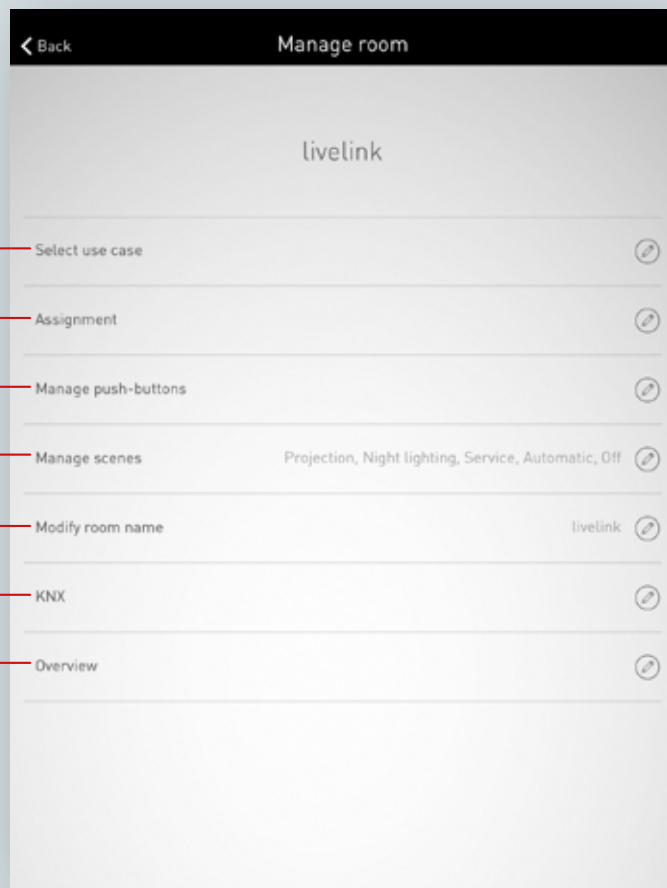 Back
Manage room
livelink
Select use case
Assignment
Manage push-buttons
Manage scenes Projection, Night lighting, Service, Automatic, Off
Modify room name livelink
KNX
Overview